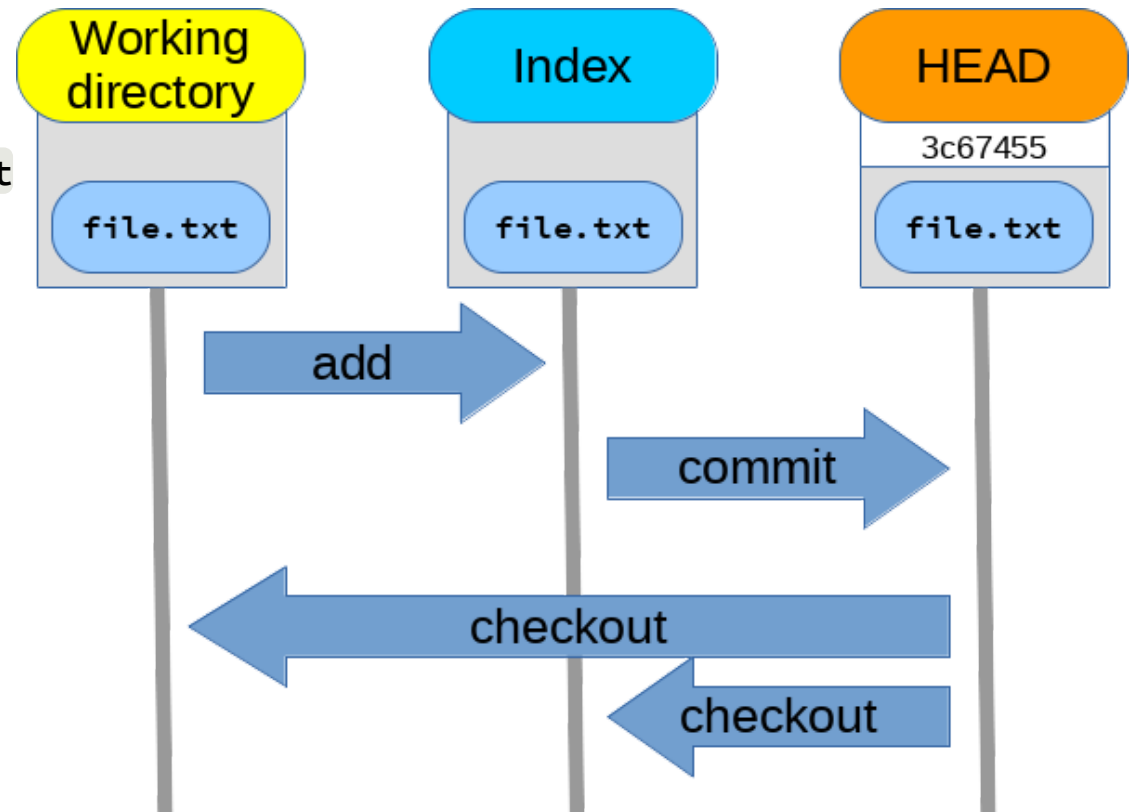 Working
directory
Index
HEAD
3c67455
t
file.txt
file.txt
file.txt
add
commit
checkout
checkout